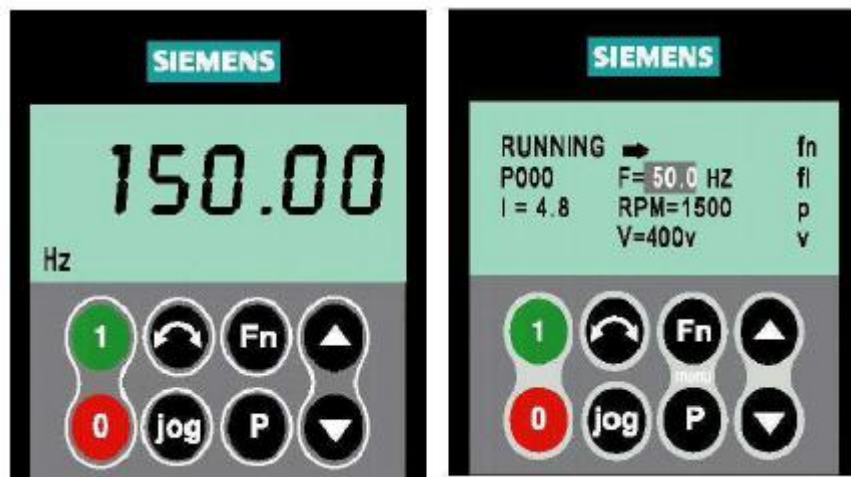 SIEMENS
150.00
Hz
1
Fn
0
jog
P
SIEMENS
RUNNING fn
P000 F= 50.0 HZ fl
I = 4.8 RPM=1500 p
V=400v v
1
Fn
menu
0
jog
P